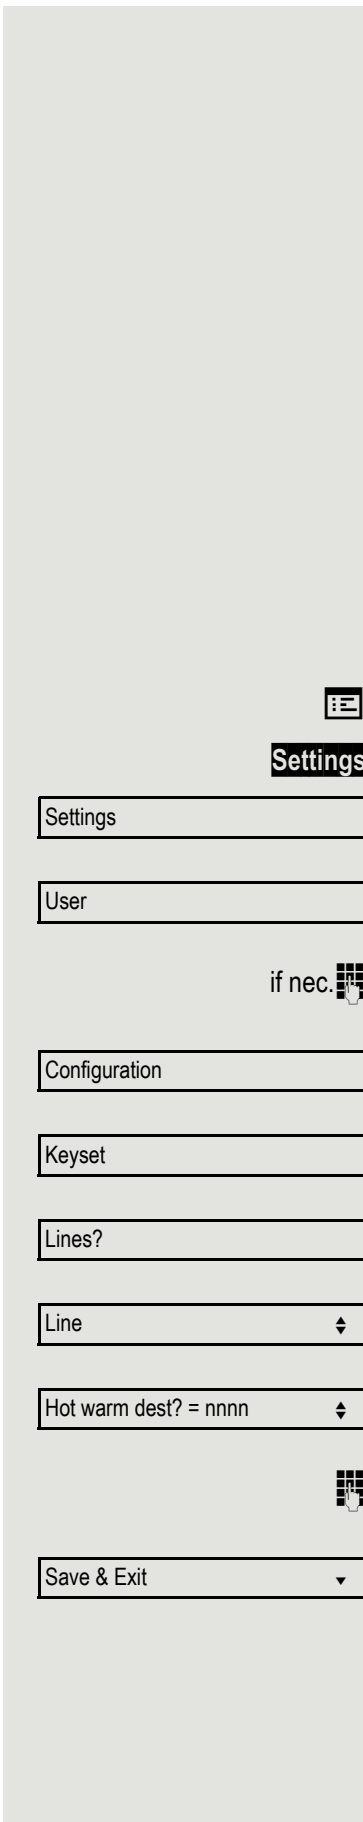 Settings
Settings
User
if nec.
Configuration
Keyset
Lines?
Line
Hot warm dest? = nnnn
Save & Exit